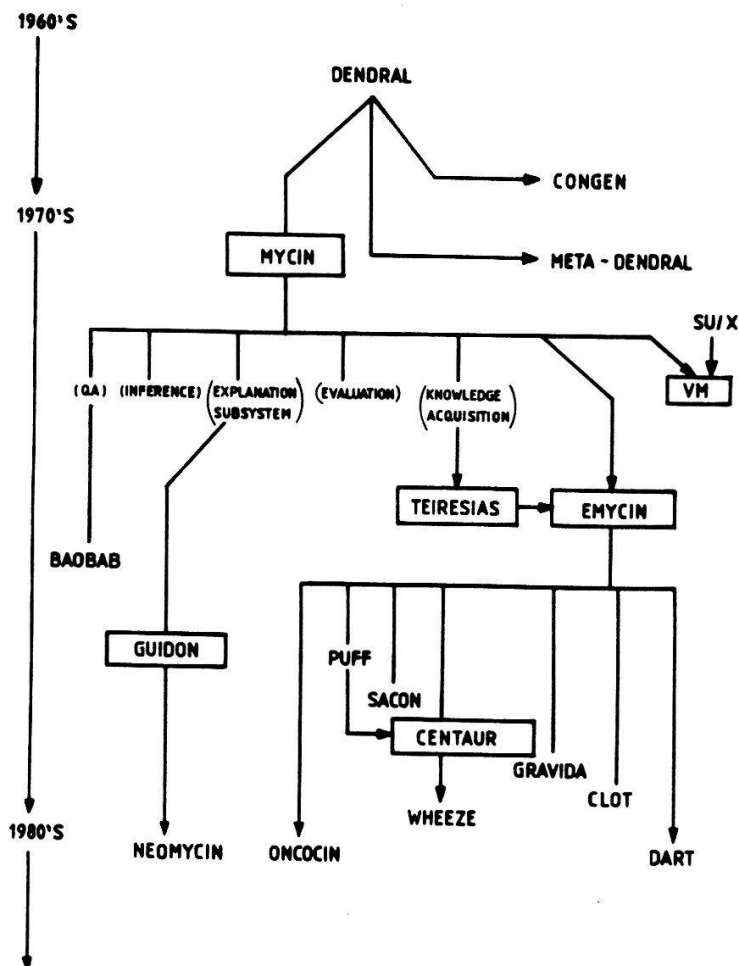 1960'S
DENDRAL
CONGEN
1970'S
MYCIN
META - DENDRAL
SU/X
(QA)
(INFERENCE)
(EXPLANATION
SUBSYSTEM)
(EVALUATION)
(KNOWLEDGE
ACQUISITION)
VM
TEIRESIAS
EMYCIN
BAOBAB
GUIDON
PUFF
SACON
CENTAUR
GRAVIDA
CLOT
WHEEZE
1980'S
NEOMYCIN
ONCOCIN
DART